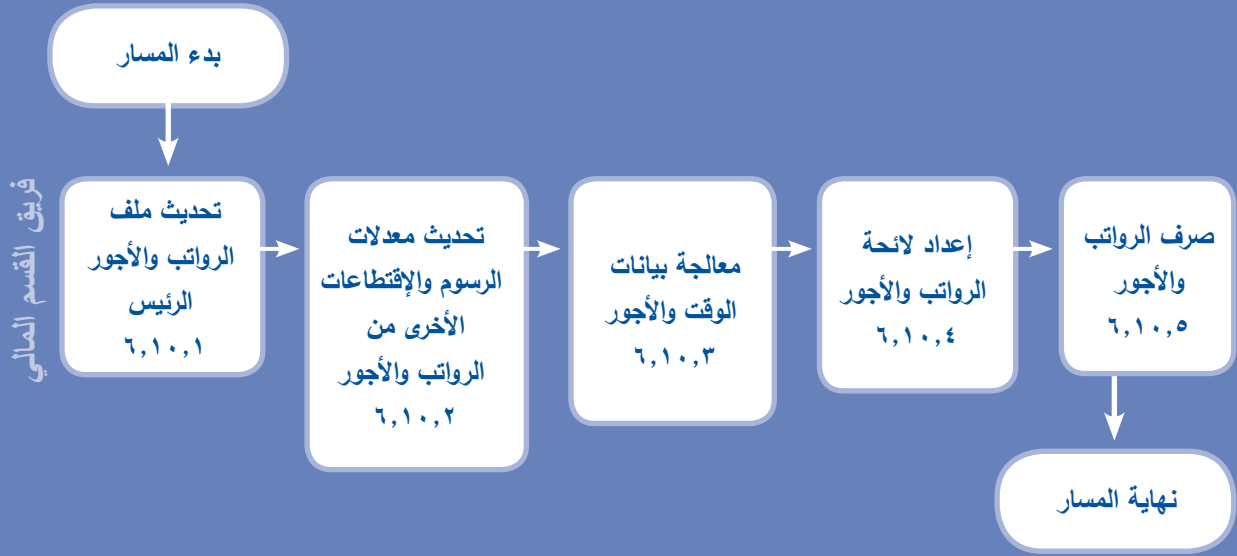 بدء المسار
فريق القسم المالي
تحديث ملف
الرواتب والأجور
الرئيس
٦,١٠,١
تحديث معدلات
الرسوم والإقتطاعات
الأخرى من
الرواتب والأجور
٦,١٠,٢
معالجة بيانات
الوقت والأجور
٦,١٠,٣
إعداد لائحة
الرواتب والأجور
٦,١٠,٤
صرف الرواتب
والأجور
٦,١٠,٥
نهاية المسار